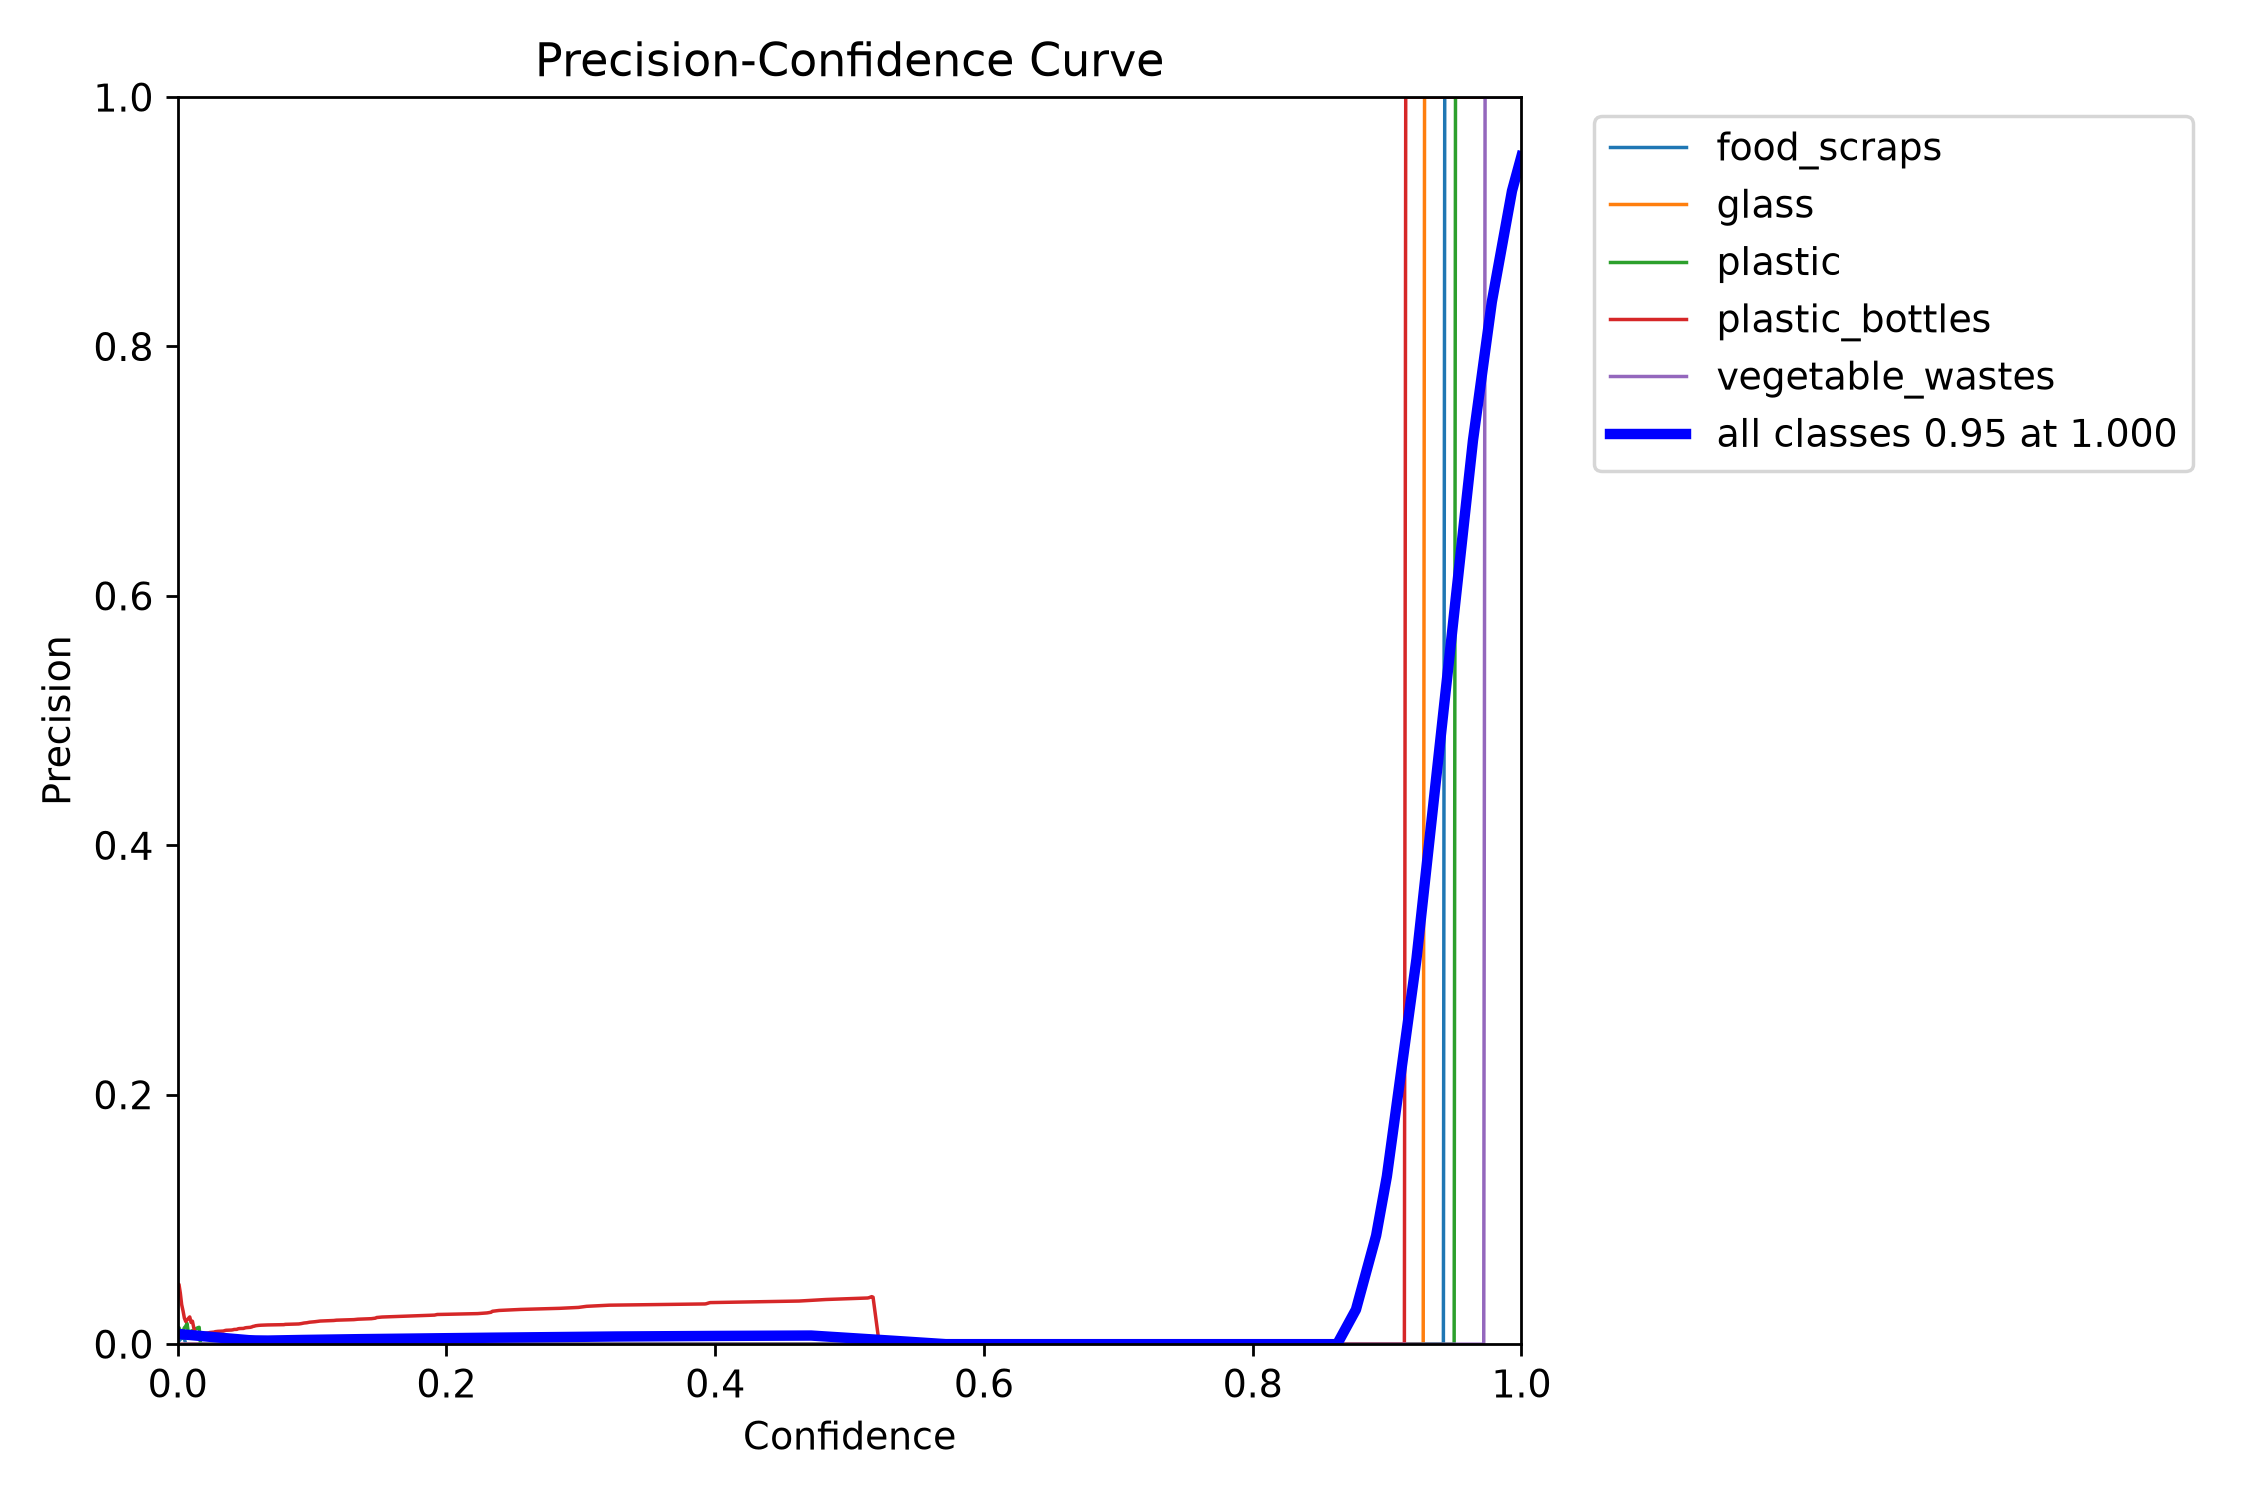 Precision-Confidence Curve
1.0
0.8
0.6
0.4
0.2
0.0
Precision
0.0 0.2 0.4 0.6 0.8 1.0
Confidence
food_scraps
glass
plastic
plastic_bottles
vegetable_wastes
all classes 0.95 at 1.000